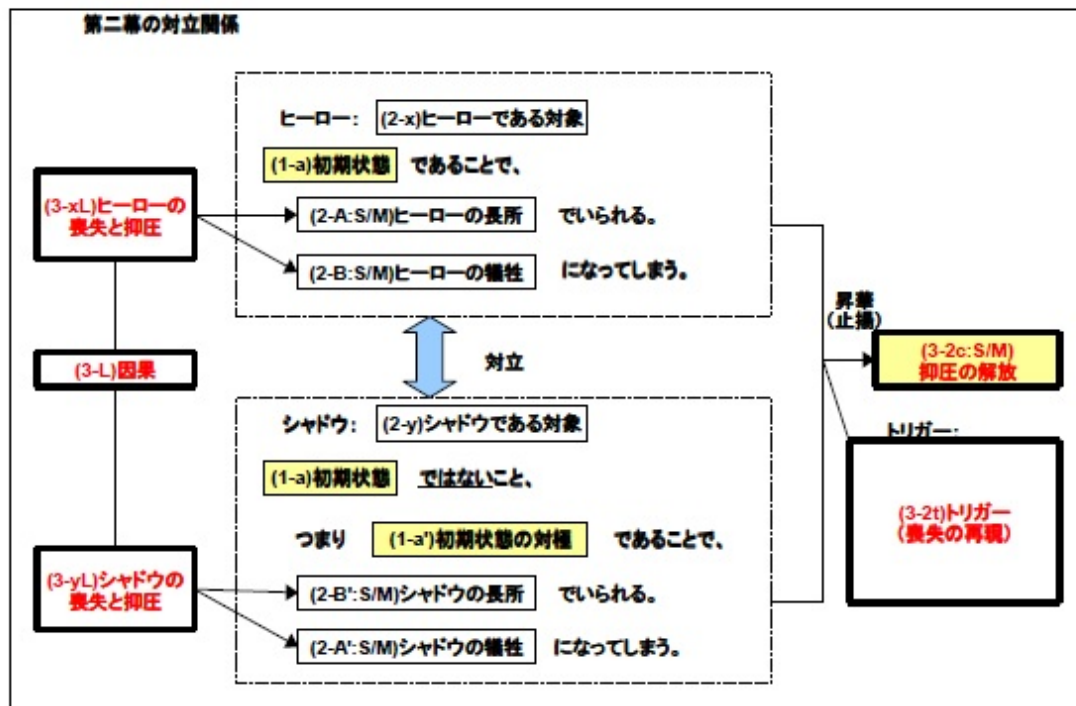 第二幕の対立関係
ヒーロー: (2-x)ヒーローである対象
(1-a)初期状態 であることで、
(3-xL)ヒーローの
喪失と抑圧
(2-A:S/M)ヒーローの長所 でいられる。
(2-B:S/M)ヒーローの犠牲 になってしまう。
昇華
(止揚)
(3-L)因果
対立
(3-2c:S/M)
抑圧の解放
シャドウ: (2-y)シャドウである対象
トリガー:
(1-a)初期状態 ではないこと、
(3-2t)トリガー
(喪失の再現)
つまり (1-a')初期状態の対極 であることで、
(3-yL)シャドウの
喪失と抑圧
(2-B':S/M)シャドウの長所 でいられる。
(2-A':S/M)シャドウの犠牲 になってしまう。